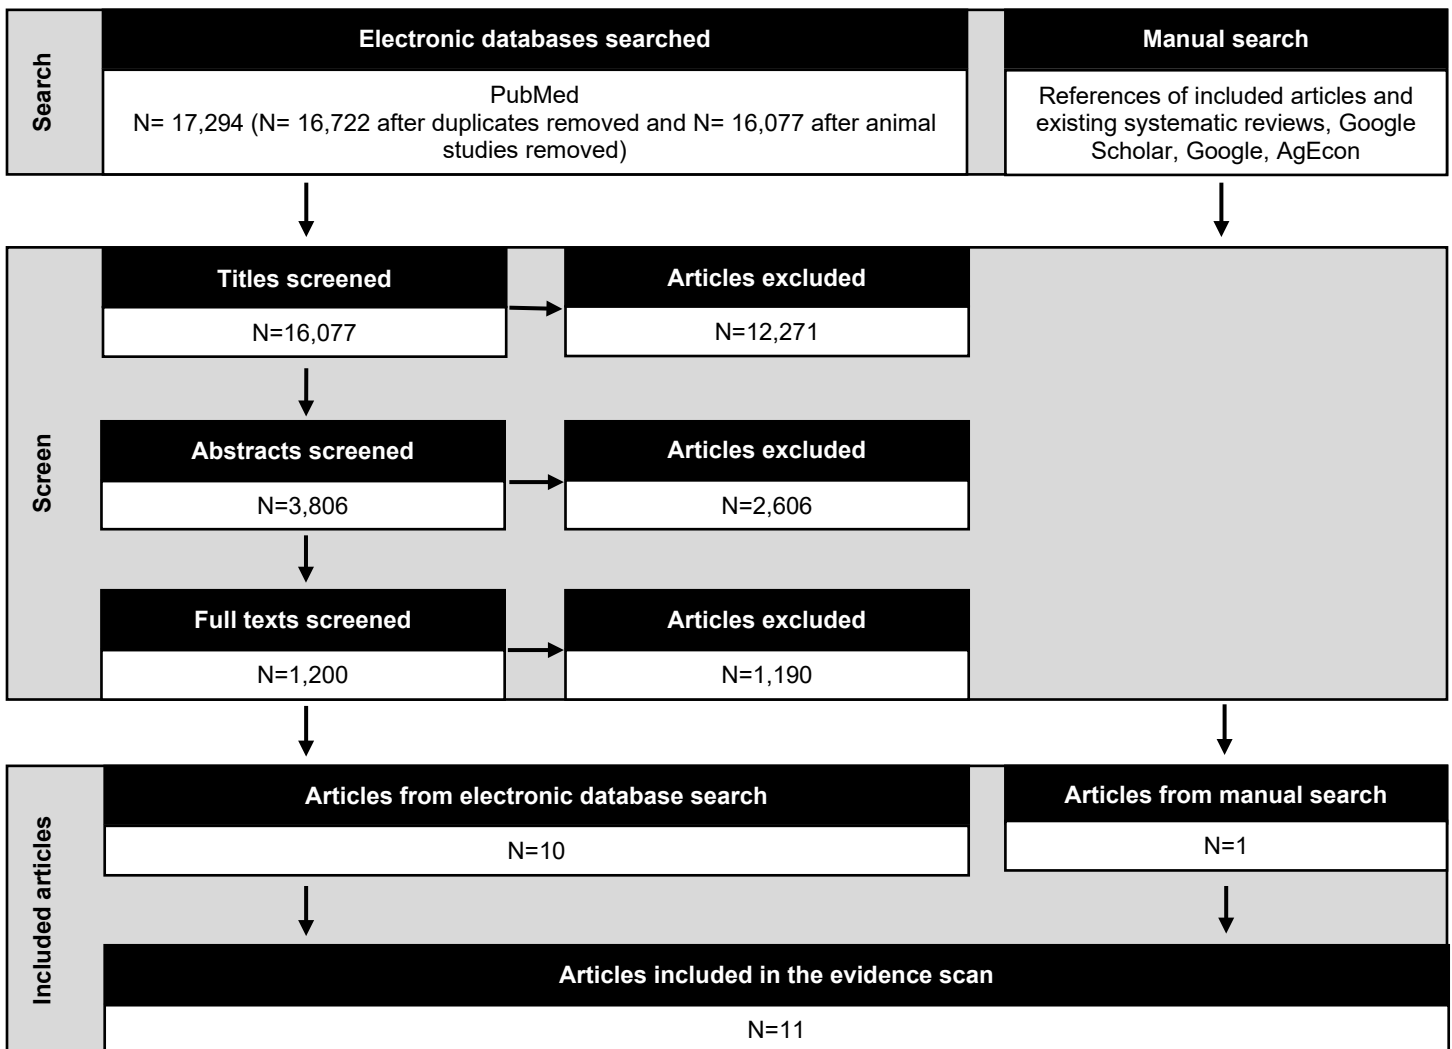 Search
Electronic databases searched
PubMed
N= 17,294 (N= 16,722 after duplicates removed and N= 16,077 after animal
studies removed)
Manual search
References of included articles and
existing systematic reviews, Google
Scholar, Google, AgEcon
Screen
Titles screened
N=16,077
Articles excluded
N=12,271
Abstracts screened
N=3,806
Articles excluded
N=2,606
Full texts screened
N=1,200
Articles excluded
N=1,190
Included articles
Articles from electronic database search
N=10
Articles from manual search
N=1
Articles included in the evidence scan
N=11